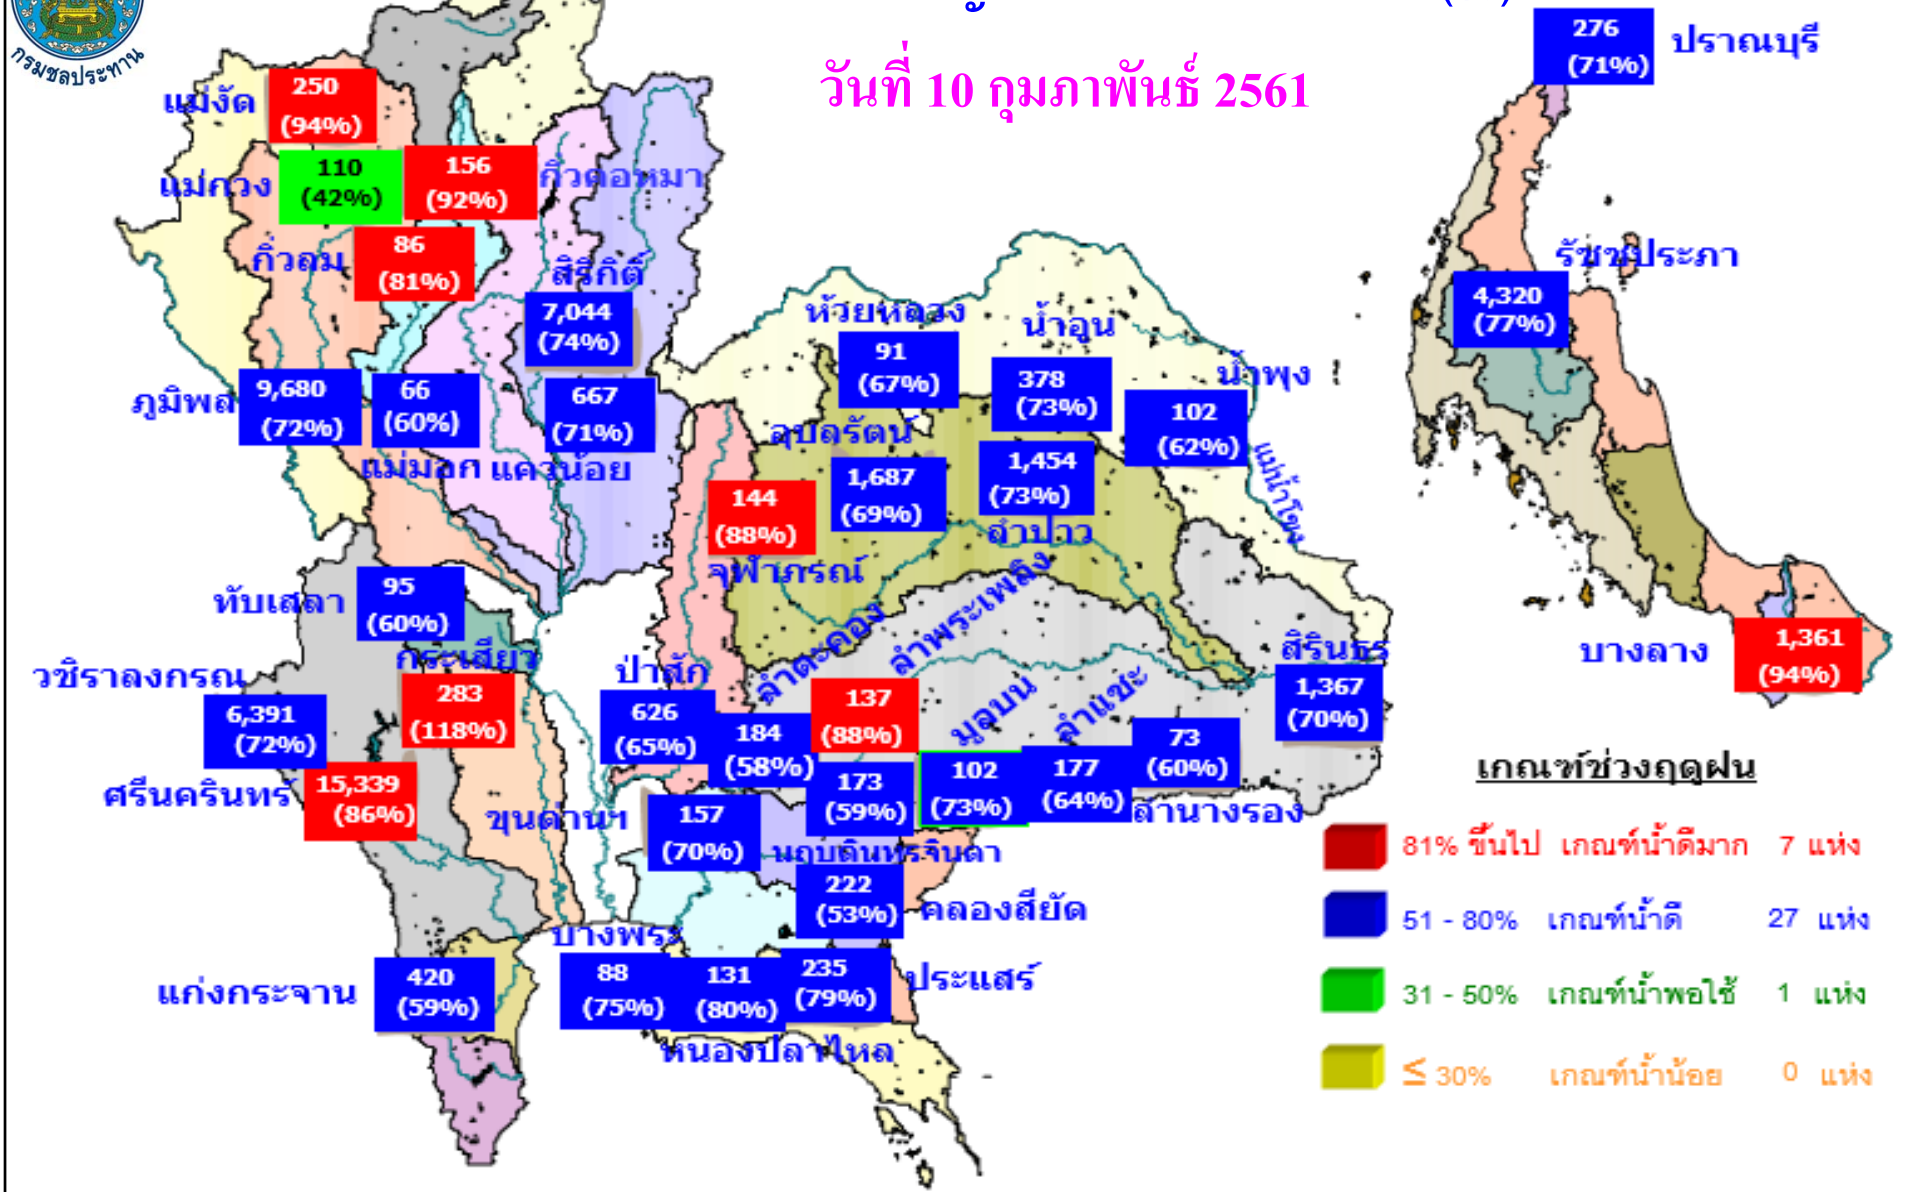 กรมชลประทาน
วันที่ 10 กุมภาพันธ์ 2561
276
(71%)
ปราณบุรี
แม่งัด
250
(94%)
แม่กวง
110
(42%)
156
(92%)
กิ่วคอหมา
กิ่วลม
86
(81%)
สิริกิติ์
7,044
(74%)
รัชชประภา
4,320
(77%)
ห้วยหลวง
91
(67%)
น้ำอูน
378
(73%)
น้ำพุง
102
(62%)
ภูมิพล
9,680
(72%)
66
(60%)
แม่มอก
667
(71%)
แควน้อย
อุบลรัตน์
1,687
(69%)
1,454
(73%)
ลำปาว
แม่น้ำโขง
144
(88%)
จุฬาภรณ์
ทับเสลา
95
(60%)
กระเสียว
283
(118%)
วชิราลงกรณ
6,391
(72%)
ศรีนครินทร์
15,339
(86%)
ป่าสัก
626
(65%)
ลำตะคอง
184
(58%)
ลำพระเพลิง
137
(88%)
173
(59%)
มูลบน
102
(73%)
ลำแชะ
177
(64%)
73
(60%)
ลำนางรอง
สิรินธร
1,367
(70%)
บางลาง
1,361
(94%)
ขุนด่านฯ
157
(70%)
นฤบดินทรจินดา
222
(53%)
คลองสียัด
บางพระ
88
(75%)
131
(80%)
หนองปลาไหล
235
(79%)
ประแสร์
แก่งกระจาน
420
(59%)
เกณฑ์ช่วงฤดูฝน
81% ขึ้นไป เกณฑ์น้ำดีมาก 7 แห่ง
51 - 80% เกณฑ์น้ำดี 27 แห่ง
31 - 50% เกณฑ์น้ำพอใช้ 1 แห่ง
≤ 30% เกณฑ์น้ำน้อย 0 แห่ง